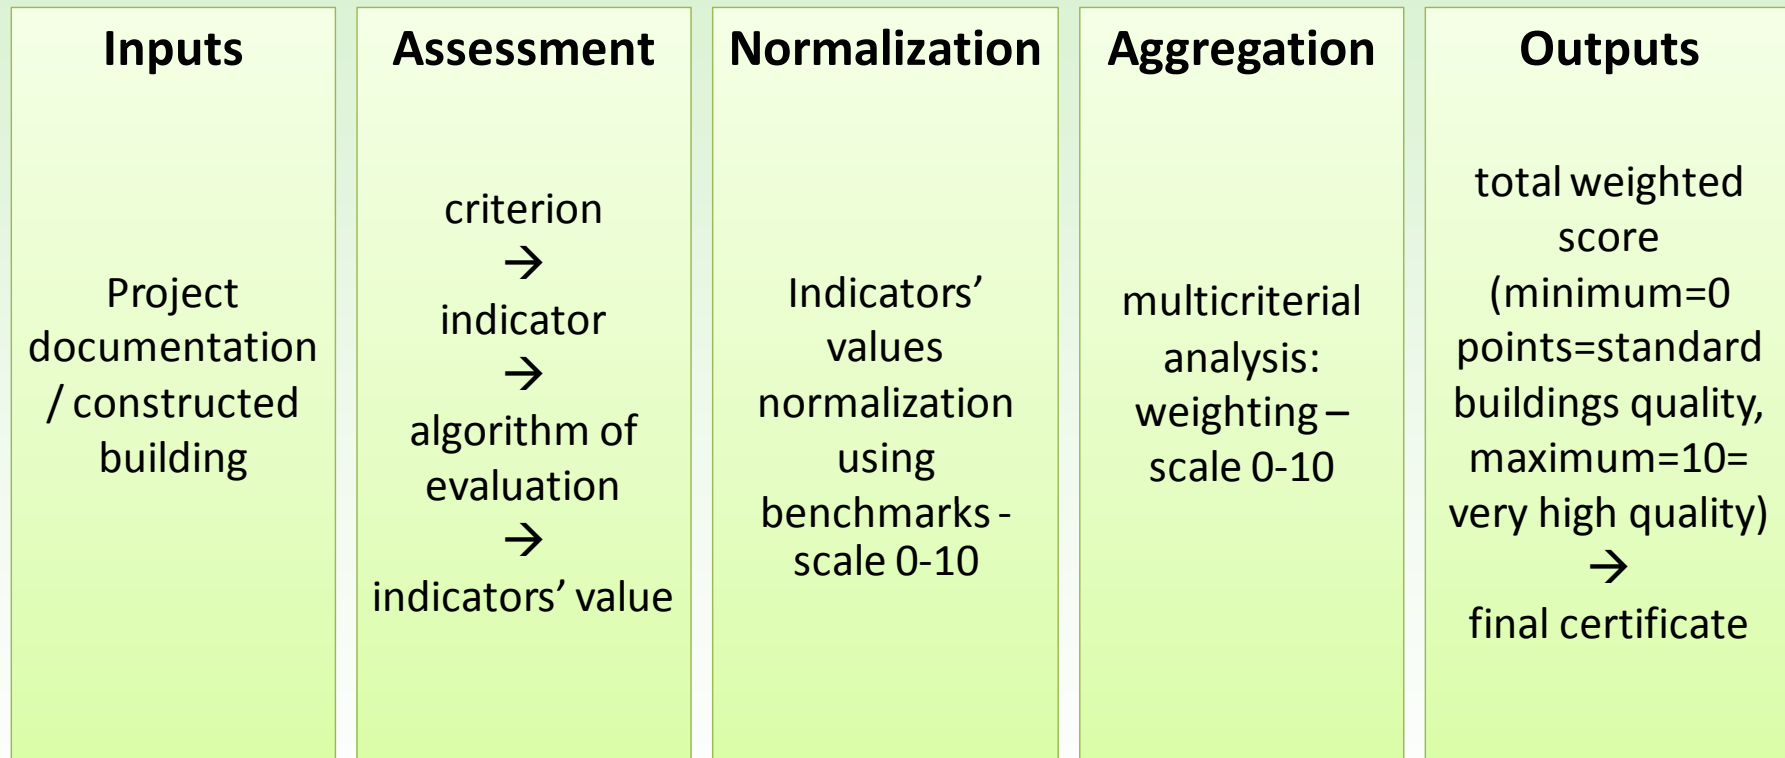 Inputs
Project
documentation
/ constructed
building
Assessment
criterion
→
indicator
→
algorithm of
evaluation
→
indicators’ value
Normalization
Indicators’
values
normalization
using
benchmarks -
scale 0-10
Aggregation
multicriterial
analysis:
weighting –
scale 0-10
Outputs
total weighted
score
(minimum=0
points=standard
buildings quality,
maximum=10=
very high quality)
→
final certificate